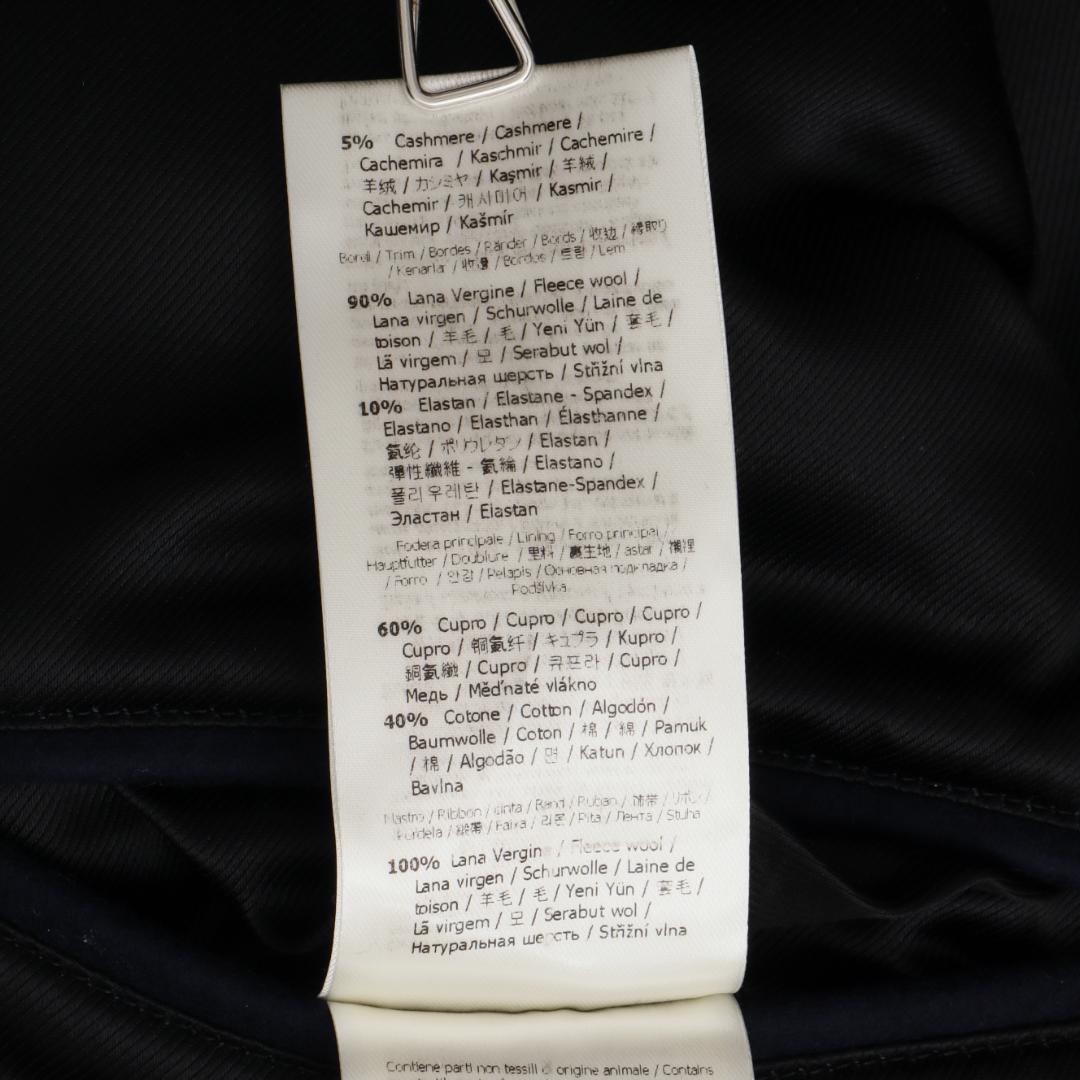 5% Cashmere / Cashmere /
Cachemira / Kaschmir / Cachemire /
羊绒 / カシミヤ / Kaşmir / 羊絨 /
Cachemir / 캐시미어 / Kasmir /
Кашемир / Kašmír
Bordi / Trim / Bordes / Ränder / Bords / 收边 / 縁取り
/ Kenarlar / 收邊 / Bordos / 트림 / Lem
90% Lana Vergine / Fleece wool /
Lana virgen / Schurwolle / Laine de
toison / 羊毛 / 毛 / Yeni Yün / 套毛 /
Lã virgem / 모 / Serabut wol /
Натуральная шерсть / Střížní vlna
10% Elastan / Elastane - Spandex /
Elastano / Elasthan / Élasthanne /
氨纶 / ポリウレタン / Elastan /
彈性纖維 - 氨綸 / Elastano /
폴리우레탄 / Elastane-Spandex /
Эластан / Elastan
Fodera principale / Lining / Forro principal /
Hauptfutter / Doublure / 里料 / 裏生地 / astar / 襯裡
/ Forro / 안감 / Pelapis / Основная подкладка /
Podšívka
60% Cupro / Cupro / Cupro / Cupro /
Cupro / 铜氨纤 / キュプラ / Kupro /
銅氨纖 / Cupro / 큐프라 / Cupro /
Медь / Měďnaté vlákno
40% Cotone / Cotton / Algodón /
Baumwolle / Coton / 棉 / 綿 / Pamuk
/ 棉 / Algodão / 면 / Katun / Хлопок /
Bavlna
Nastro / Ribbon / cinta / Band / Ruban / 饰带 / リボン /
Kurdela / 緞帶 / Faixa / 리본 / Pita / Лента / Stuha
100% Lana Vergin / Fleece wool /
Lana virgen / Schurwolle / Laine de
toison / 羊毛 / 毛 / Yeni Yün / 套毛 /
Lã virgem / 모 / Serabut wol /
Натуральная шерсть / Střížní vlna
Contiene parti non tessili di origine animale / Contains